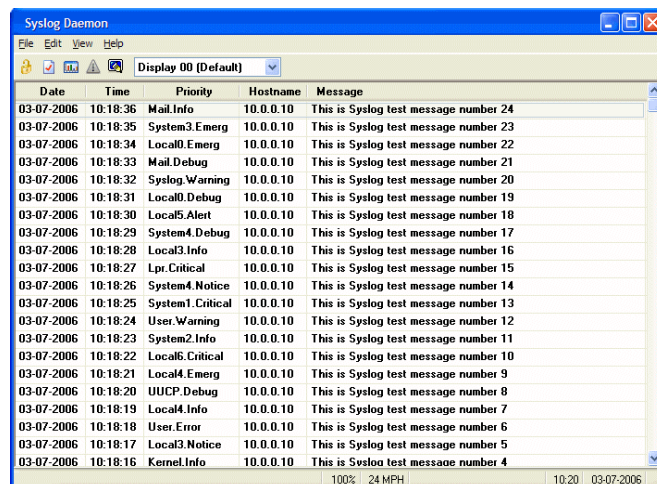 Syslog Daemon
File Edit View Help
Display 00 (Default)
Date Time Priority Hostname Message
03-07-2006 10:18:36 Mail.Info 10.0.0.10 This is Syslog test message number 24
03-07-2006 10:18:35 System3.Emerg 10.0.0.10 This is Syslog test message number 23
03-07-2006 10:18:34 Local0.Emerg 10.0.0.10 This is Syslog test message number 22
03-07-2006 10:18:33 Mail.Debug 10.0.0.10 This is Syslog test message number 21
03-07-2006 10:18:32 Syslog.Warning 10.0.0.10 This is Syslog test message number 20
03-07-2006 10:18:31 Local0.Debug 10.0.0.10 This is Syslog test message number 19
03-07-2006 10:18:30 Local5.Alert 10.0.0.10 This is Syslog test message number 18
03-07-2006 10:18:29 System4.Debug 10.0.0.10 This is Syslog test message number 17
03-07-2006 10:18:28 Local3.Info 10.0.0.10 This is Syslog test message number 16
03-07-2006 10:18:27 Lpr.Critical 10.0.0.10 This is Syslog test message number 15
03-07-2006 10:18:26 System4.Notice 10.0.0.10 This is Syslog test message number 14
03-07-2006 10:18:25 System1.Critical 10.0.0.10 This is Syslog test message number 13
03-07-2006 10:18:24 User.Warning 10.0.0.10 This is Syslog test message number 12
03-07-2006 10:18:23 System2.Info 10.0.0.10 This is Syslog test message number 11
03-07-2006 10:18:22 Local6.Critical 10.0.0.10 This is Syslog test message number 10
03-07-2006 10:18:21 Local4.Emerg 10.0.0.10 This is Syslog test message number 9
03-07-2006 10:18:20 UUCP.Debug 10.0.0.10 This is Syslog test message number 8
03-07-2006 10:18:19 Local4.Info 10.0.0.10 This is Syslog test message number 7
03-07-2006 10:18:18 User.Error 10.0.0.10 This is Syslog test message number 6
03-07-2006 10:18:17 Local3.Notice 10.0.0.10 This is Syslog test message number 5
03-07-2006 10:18:16 Kernel.Info 10.0.0.10 This is Syslog test message number 4
100% 24 MPH 10:20 03-07-2006